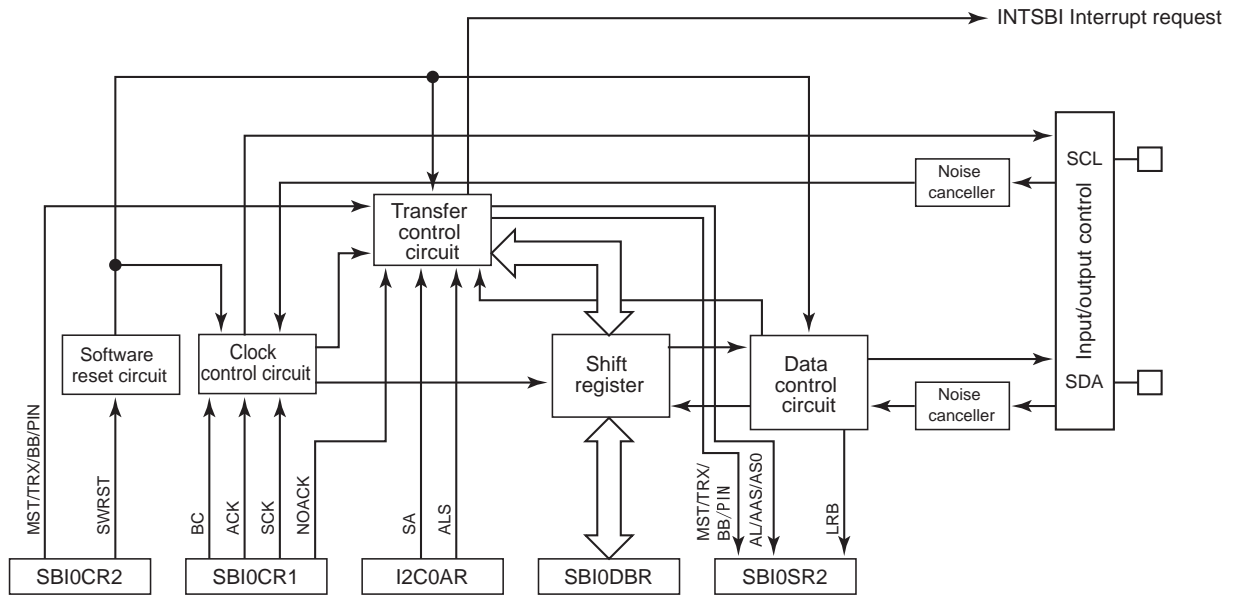 INTSBI Interrupt request
SCL
Noise
canceller
Input/output control
Transfer
control
circuit
Software
reset circuit
Clock
control circuit
Shift
register
Data
control
circuit
SDA
Noise
canceller
MST/TRX/BB/PIN
SWRST
BC
ACK
SCK
NOACK
SA
ALS
MST/TRX/
BB/PIN
AL/AAS/AS0
LRB
SBI0CR2
SBI0CR1
I2C0AR
SBI0DBR
SBI0SR2